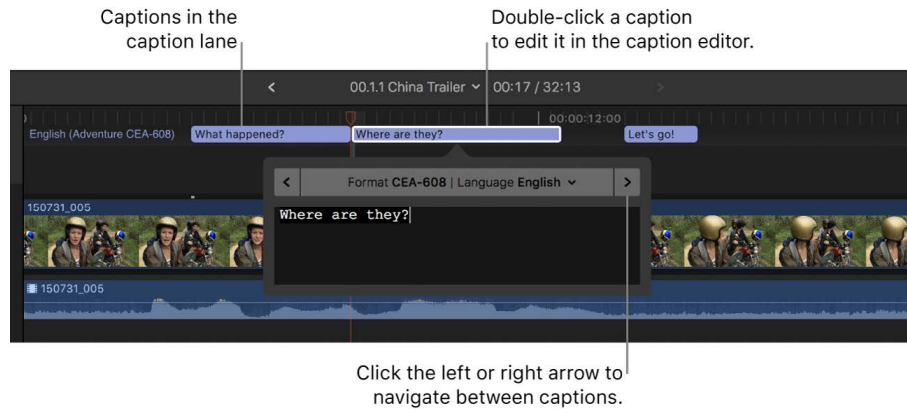 Captions in the
caption lane
Double-click a caption
to edit it in the caption editor.
00.1.1 China Trailer 00:17 / 32:13
00:00:12:00
English (Adventure CEA-608) What happened? Where are they? Let's go!
Format CEA-608 | Language English
Where are they?
150731_005
150731_005
Click the left or right arrow to
navigate between captions.